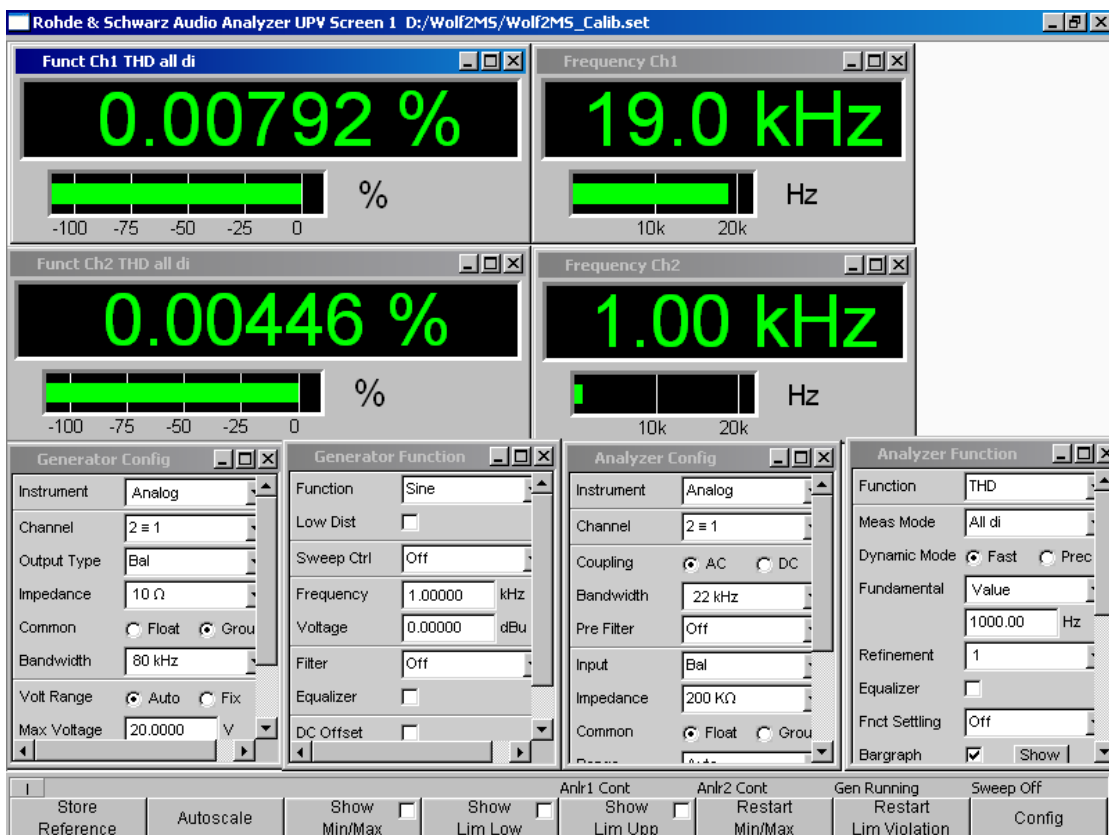 Rohde & Schwarz Audio Analyzer UPV Screen 1 D:/Wolf2MS/Wolf2MS_Calib.set
Funct Ch1 THD all di
0.00792 %
%
-100 -75 -50 -25 0
Frequency Ch1
19.0 kHz
Hz
10k 20k
Funct Ch2 THD all di
0.00446 %
%
-100 -75 -50 -25 0
Frequency Ch2
1.00 kHz
Hz
10k 20k
Generator Config
Instrument Analog
Channel 2 ≡ 1
Output Type Bal
Impedance 10 Ω
Common Float Grou
Bandwidth 80 kHz
Volt Range Auto Fix
Max Voltage 20.0000 V
Generator Function
Function Sine
Low Dist
Sweep Ctrl Off
Frequency 1.00000 kHz
Voltage 0.00000 dBu
Filter Off
Equalizer
DC Offset
Analyzer Config
Instrument Analog
Channel 2 ≡ 1
Coupling AC DC
Bandwidth 22 kHz
Pre Filter Off
Input Bal
Impedance 200 KΩ
Common Float Grou
Analyzer Function
Function THD
Meas Mode All di
Dynamic Mode Fast Prec
Fundamental Value
1000.00 Hz
Refinement 1
Equalizer
Fnct Settling Off
Bargraph Show
Anlr1 Cont Anlr2 Cont Gen Running Sweep Off
Store Reference
Autoscale
Show Min/Max
Show Lim Low
Show Lim Upp
Restart Min/Max
Restart Lim Violation
Config